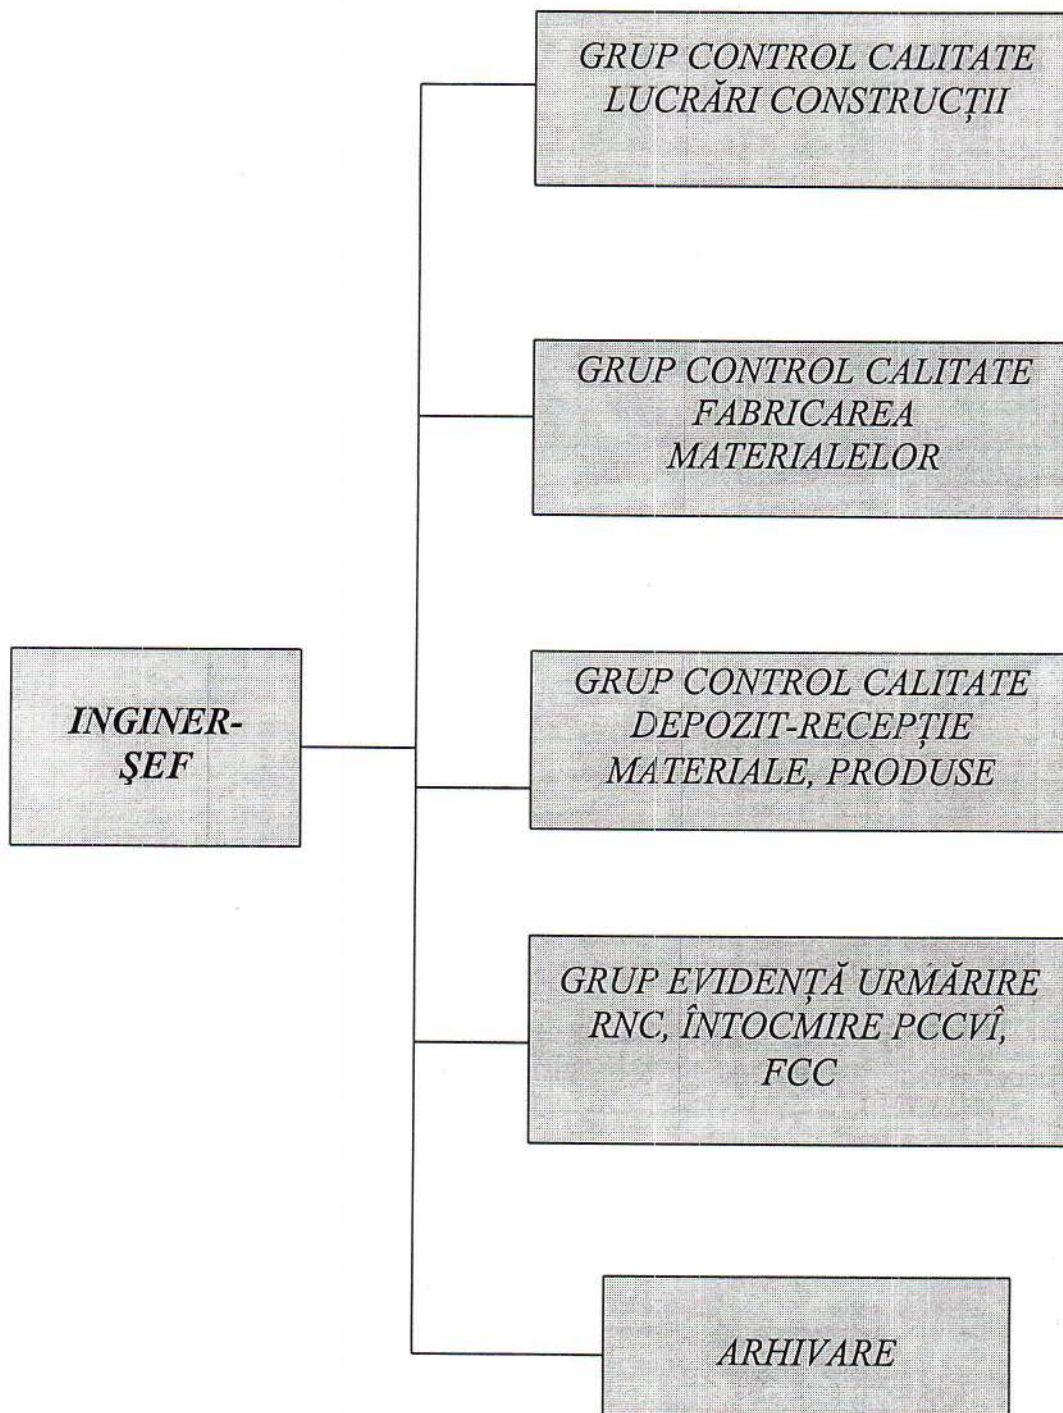 GRUP CONTROL CALITATE
LUCRĂRI CONSTRUCȚII
GRUP CONTROL CALITATE
FABRICAREA
MATERIALELOR
INGINER-
ŞEF
GRUP CONTROL CALITATE
DEPOZIT-RECEPȚIE
MATERIALE, PRODUSE
GRUP EVIDENȚĂ URMĂRIRE
RNC, ÎNTOCMIRE PCCVÎ,
FCC
ARHIVARE